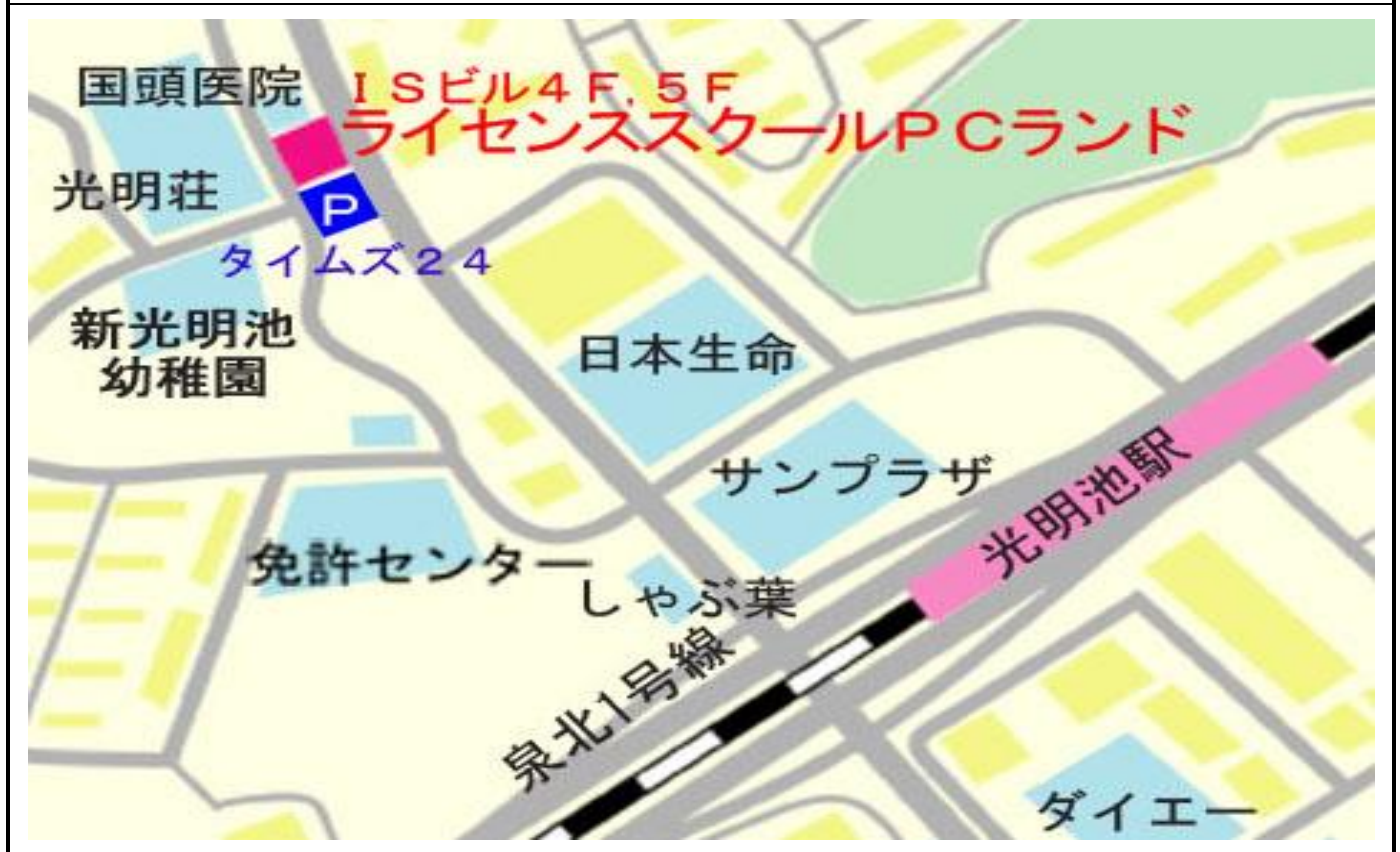 国頭医院
ＩＳビル４Ｆ，５Ｆ
ライセンススクールＰＣランド
光明荘
P
タイムズ２４
新光明池
幼稚園
日本生命
サンプラザ
光明池駅
免許センター
しゃぶ葉
泉北1号線
ダイエー